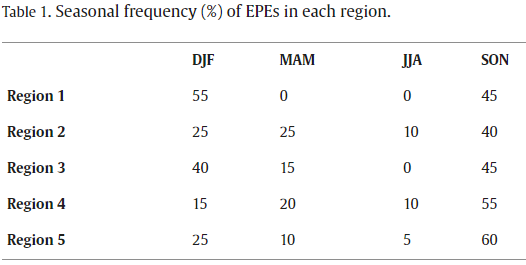 Table 1. Seasonal frequency (%) of EPEs in each region.
DJF MAM JJA SON
Region 1 55 0 0 45
Region 2 25 25 10 40
Region 3 40 15 0 45
Region 4 15 20 10 55
Region 5 25 10 5 60